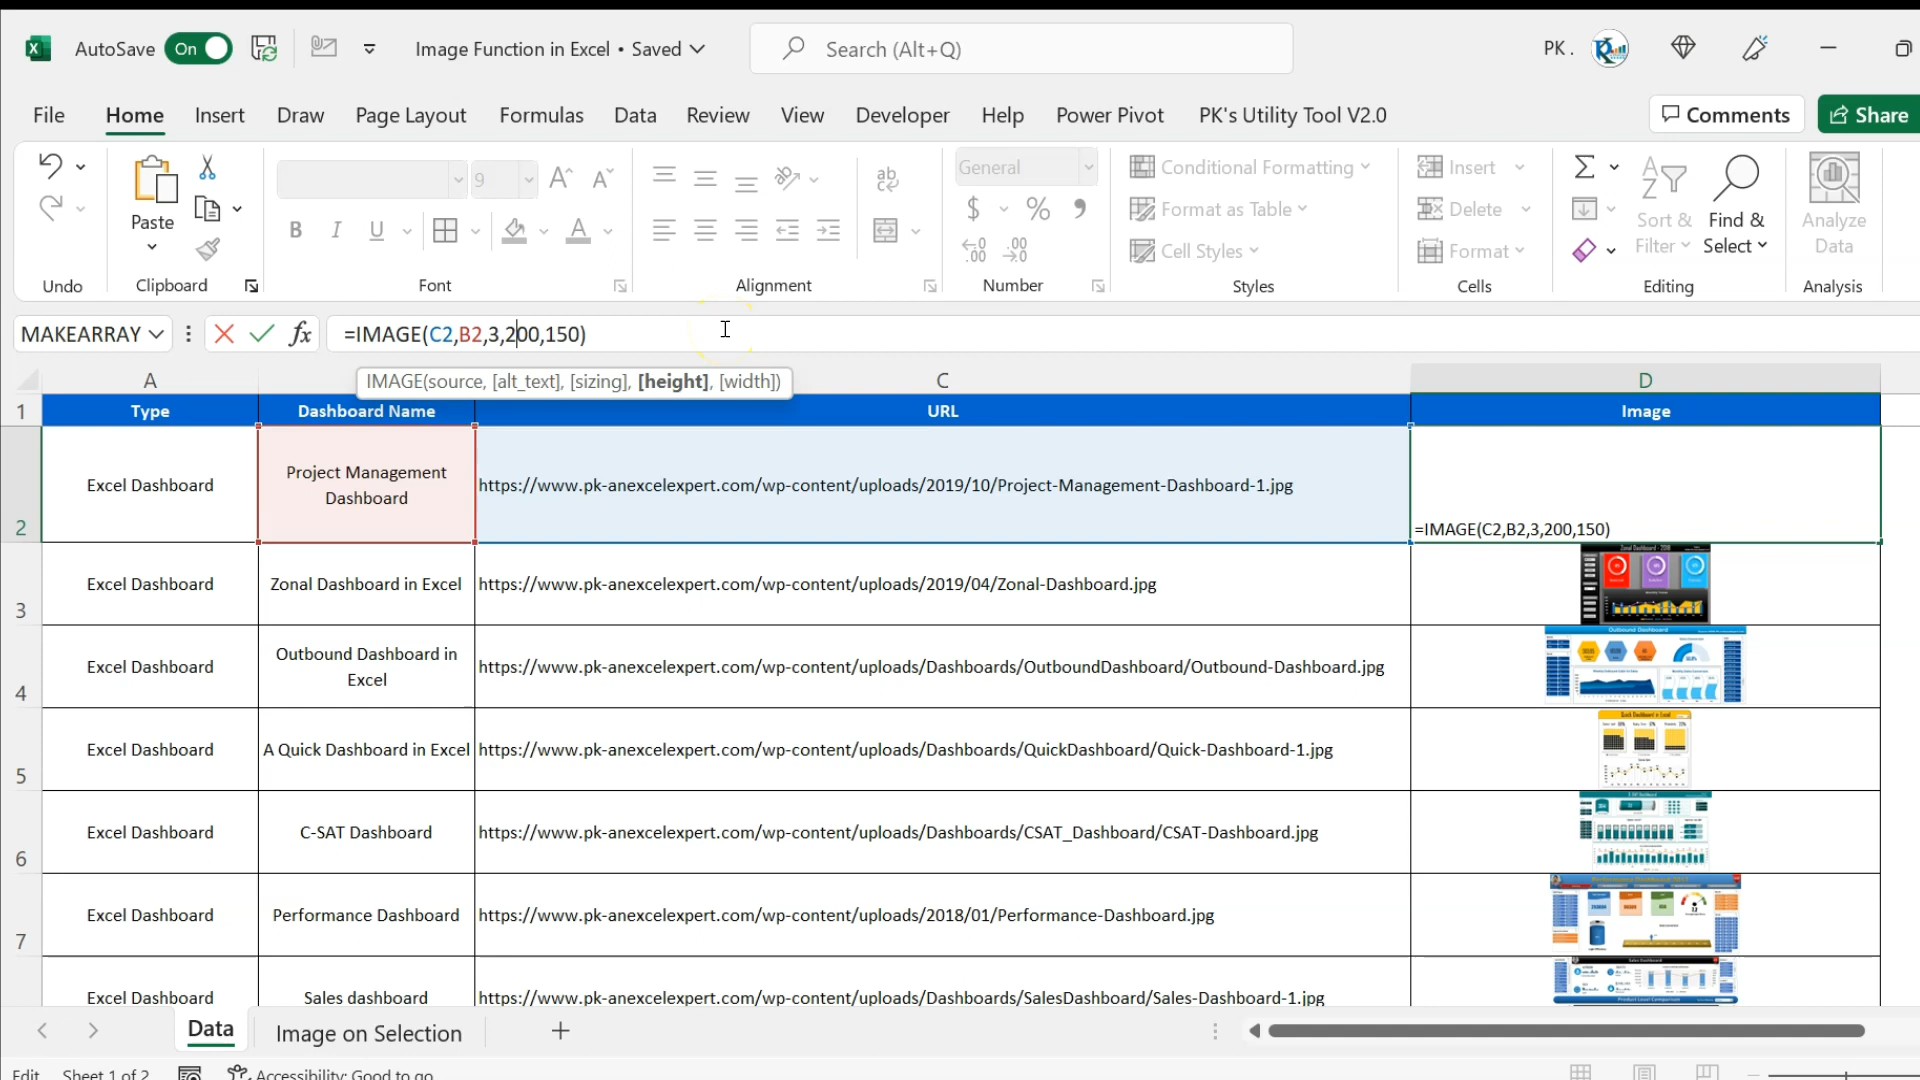 AutoSave On Image Function in Excel • Saved Search (Alt+Q) PK .
File Home Insert Draw Page Layout Formulas Data Review View Developer Help Power Pivot PK's Utility Tool V2.0 Comments Share
Paste
9
B I U A
ab
General
$ % 9
Conditional Formatting
Format as Table
Cell Styles
Insert
Delete
Format
Sort &
Filter
Find &
Select
Analyze
Data
Undo Clipboard Font Alignment Number Styles Cells Editing Analysis
MAKEARRAY fx =IMAGE(C2,B2,3,200,150)
IMAGE(source, [alt_text], [sizing], [height], [width])
A C D
1 Type Dashboard Name URL Image
2 Excel Dashboard Project Management
Dashboard https://www.pk-anexcelexpert.com/wp-content/uploads/2019/10/Project-Management-Dashboard-1.jpg
=IMAGE(C2,B2,3,200,150)
3 Excel Dashboard Zonal Dashboard in Excel https://www.pk-anexcelexpert.com/wp-content/uploads/2019/04/Zonal-Dashboard.jpg
4 Excel Dashboard Outbound Dashboard in
Excel https://www.pk-anexcelexpert.com/wp-content/uploads/Dashboards/OutboundDashboard/Outbound-Dashboard.jpg
5 Excel Dashboard A Quick Dashboard in Excel https://www.pk-anexcelexpert.com/wp-content/uploads/Dashboards/QuickDashboard/Quick-Dashboard-1.jpg
6 Excel Dashboard C-SAT Dashboard https://www.pk-anexcelexpert.com/wp-content/uploads/Dashboards/CSAT_Dashboard/CSAT-Dashboard.jpg
7 Excel Dashboard Performance Dashboard https://www.pk-anexcelexpert.com/wp-content/uploads/2018/01/Performance-Dashboard.jpg
Excel Dashboard Sales dashboard https://www.pk-anexcelexpert.com/wp-content/uploads/Dashboards/SalesDashboard/Sales-Dashboard-1.jpg
Data Image on Selection
Edit Sheet 1 of 2 Accessibility: Good to go